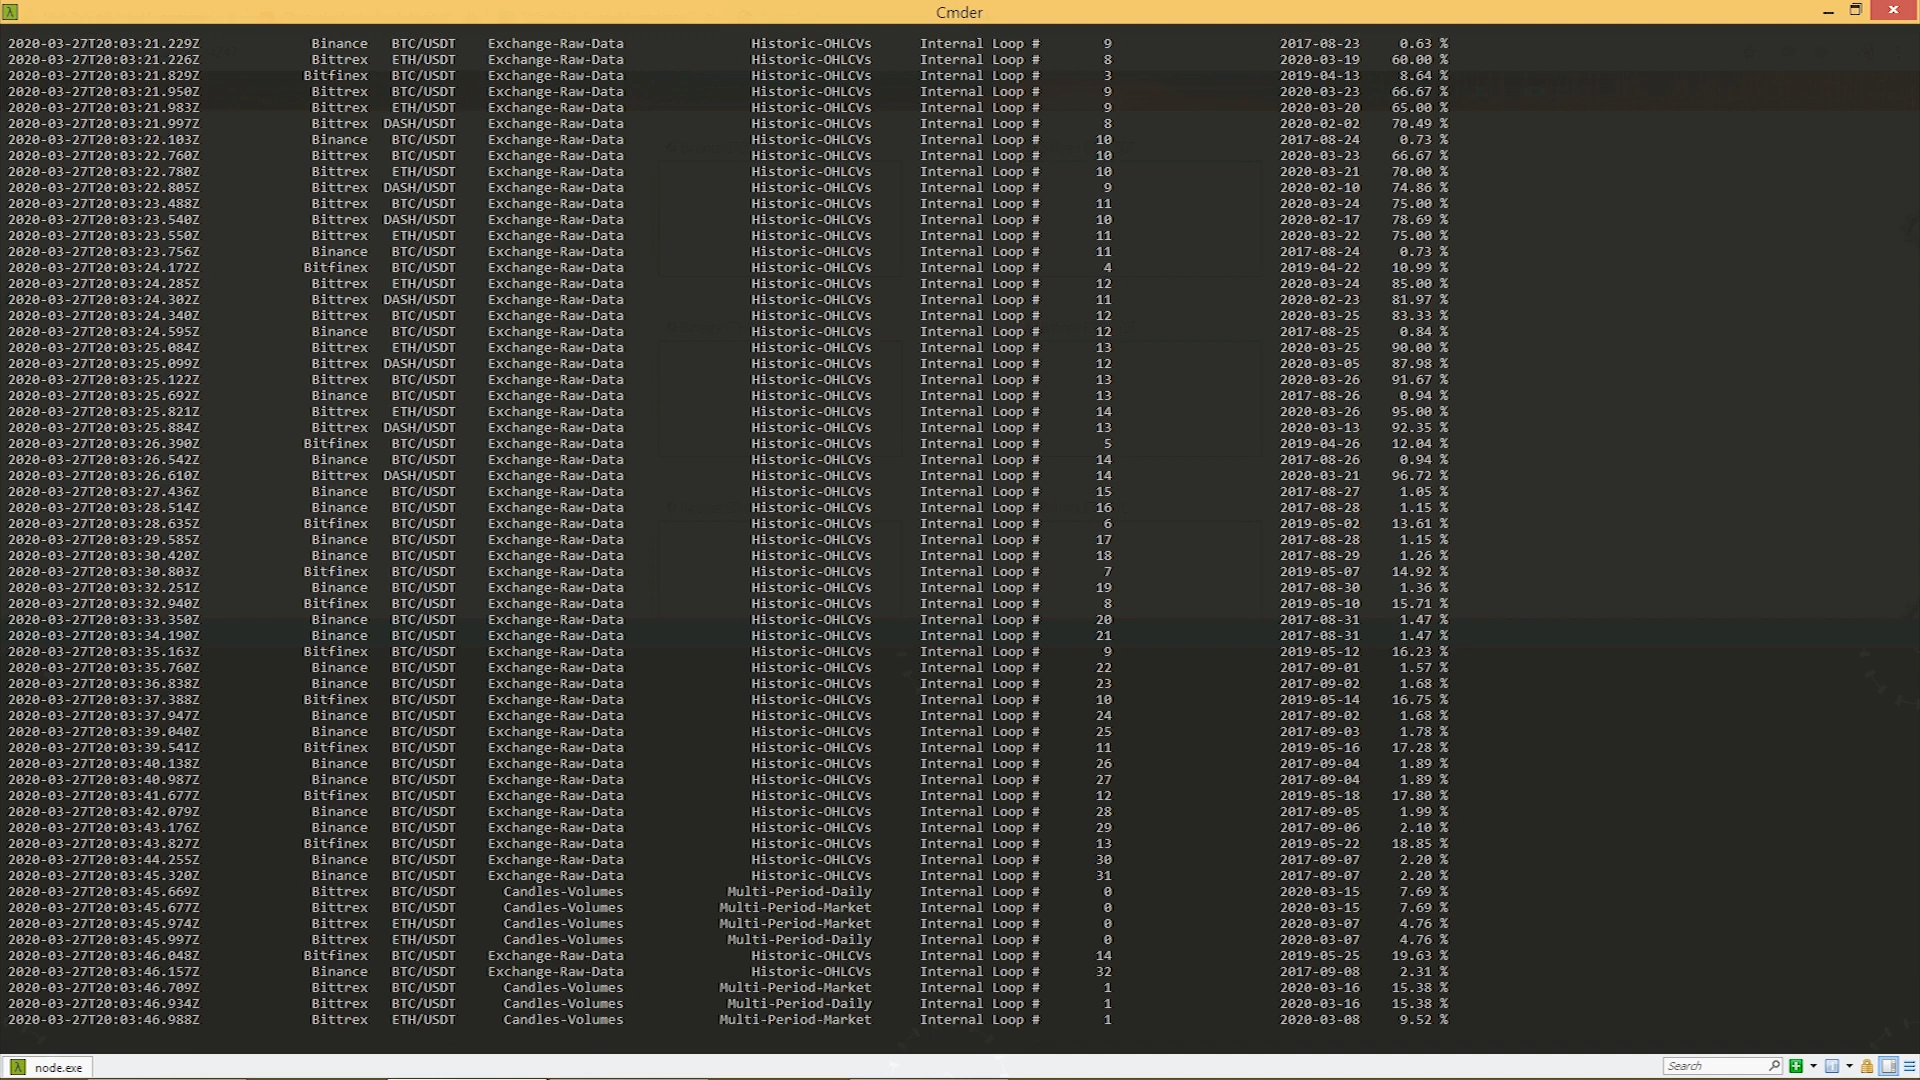 Cmder
2020-03-27T20:03:21.229Z Binance BTC/USDT Exchange-Raw-Data Historic-OHLCVs Internal Loop # 9 2017-08-23 0.63 %
2020-03-27T20:03:21.226Z Bittrex ETH/USDT Exchange-Raw-Data Historic-OHLCVs Internal Loop # 8 2020-03-19 60.00 %
2020-03-27T20:03:21.829Z Bitfinex BTC/USDT Exchange-Raw-Data Historic-OHLCVs Internal Loop # 3 2019-04-13 8.64 %
2020-03-27T20:03:21.950Z Bittrex BTC/USDT Exchange-Raw-Data Historic-OHLCVs Internal Loop # 9 2020-03-23 66.67 %
2020-03-27T20:03:21.983Z Bittrex ETH/USDT Exchange-Raw-Data Historic-OHLCVs Internal Loop # 9 2020-03-20 65.00 %
2020-03-27T20:03:21.997Z Bittrex DASH/USDT Exchange-Raw-Data Historic-OHLCVs Internal Loop # 8 2020-02-02 70.49 %
2020-03-27T20:03:22.103Z Binance BTC/USDT Exchange-Raw-Data Historic-OHLCVs Internal Loop # 10 2017-08-24 0.73 %
2020-03-27T20:03:22.760Z Bittrex BTC/USDT Exchange-Raw-Data Historic-OHLCVs Internal Loop # 10 2020-03-23 66.67 %
2020-03-27T20:03:22.780Z Bittrex ETH/USDT Exchange-Raw-Data Historic-OHLCVs Internal Loop # 10 2020-03-21 70.00 %
2020-03-27T20:03:22.805Z Bittrex DASH/USDT Exchange-Raw-Data Historic-OHLCVs Internal Loop # 9 2020-02-10 74.86 %
2020-03-27T20:03:23.488Z Bittrex BTC/USDT Exchange-Raw-Data Historic-OHLCVs Internal Loop # 11 2020-03-24 75.00 %
2020-03-27T20:03:23.540Z Bittrex DASH/USDT Exchange-Raw-Data Historic-OHLCVs Internal Loop # 10 2020-02-17 78.69 %
2020-03-27T20:03:23.550Z Bittrex ETH/USDT Exchange-Raw-Data Historic-OHLCVs Internal Loop # 11 2020-03-22 75.00 %
2020-03-27T20:03:23.756Z Binance BTC/USDT Exchange-Raw-Data Historic-OHLCVs Internal Loop # 11 2017-08-24 0.73 %
2020-03-27T20:03:24.172Z Bitfinex BTC/USDT Exchange-Raw-Data Historic-OHLCVs Internal Loop # 4 2019-04-22 10.99 %
2020-03-27T20:03:24.285Z Bittrex ETH/USDT Exchange-Raw-Data Historic-OHLCVs Internal Loop # 12 2020-03-24 85.00 %
2020-03-27T20:03:24.302Z Bittrex DASH/USDT Exchange-Raw-Data Historic-OHLCVs Internal Loop # 11 2020-02-23 81.97 %
2020-03-27T20:03:24.340Z Bittrex BTC/USDT Exchange-Raw-Data Historic-OHLCVs Internal Loop # 12 2020-03-25 83.33 %
2020-03-27T20:03:24.595Z Binance BTC/USDT Exchange-Raw-Data Historic-OHLCVs Internal Loop # 12 2017-08-25 0.84 %
2020-03-27T20:03:25.084Z Bittrex ETH/USDT Exchange-Raw-Data Historic-OHLCVs Internal Loop # 13 2020-03-25 90.00 %
2020-03-27T20:03:25.099Z Bittrex DASH/USDT Exchange-Raw-Data Historic-OHLCVs Internal Loop # 12 2020-03-05 87.98 %
2020-03-27T20:03:25.122Z Bittrex BTC/USDT Exchange-Raw-Data Historic-OHLCVs Internal Loop # 13 2020-03-26 91.67 %
2020-03-27T20:03:25.692Z Binance BTC/USDT Exchange-Raw-Data Historic-OHLCVs Internal Loop # 13 2017-08-26 0.94 %
2020-03-27T20:03:25.821Z Bittrex ETH/USDT Exchange-Raw-Data Historic-OHLCVs Internal Loop # 14 2020-03-26 95.00 %
2020-03-27T20:03:25.884Z Bittrex DASH/USDT Exchange-Raw-Data Historic-OHLCVs Internal Loop # 13 2020-03-13 92.35 %
2020-03-27T20:03:26.390Z Bitfinex BTC/USDT Exchange-Raw-Data Historic-OHLCVs Internal Loop # 5 2019-04-26 12.04 %
2020-03-27T20:03:26.542Z Binance BTC/USDT Exchange-Raw-Data Historic-OHLCVs Internal Loop # 14 2017-08-26 0.94 %
2020-03-27T20:03:26.610Z Bittrex DASH/USDT Exchange-Raw-Data Historic-OHLCVs Internal Loop # 14 2020-03-21 96.72 %
2020-03-27T20:03:27.436Z Binance BTC/USDT Exchange-Raw-Data Historic-OHLCVs Internal Loop # 15 2017-08-27 1.05 %
2020-03-27T20:03:28.514Z Binance BTC/USDT Exchange-Raw-Data Historic-OHLCVs Internal Loop # 16 2017-08-28 1.15 %
2020-03-27T20:03:28.635Z Bitfinex BTC/USDT Exchange-Raw-Data Historic-OHLCVs Internal Loop # 6 2019-05-02 13.61 %
2020-03-27T20:03:29.585Z Binance BTC/USDT Exchange-Raw-Data Historic-OHLCVs Internal Loop # 17 2017-08-28 1.15 %
2020-03-27T20:03:30.420Z Binance BTC/USDT Exchange-Raw-Data Historic-OHLCVs Internal Loop # 18 2017-08-29 1.26 %
2020-03-27T20:03:30.803Z Bitfinex BTC/USDT Exchange-Raw-Data Historic-OHLCVs Internal Loop # 7 2019-05-07 14.92 %
2020-03-27T20:03:32.251Z Binance BTC/USDT Exchange-Raw-Data Historic-OHLCVs Internal Loop # 19 2017-08-30 1.36 %
2020-03-27T20:03:32.940Z Bitfinex BTC/USDT Exchange-Raw-Data Historic-OHLCVs Internal Loop # 8 2019-05-10 15.71 %
2020-03-27T20:03:33.350Z Binance BTC/USDT Exchange-Raw-Data Historic-OHLCVs Internal Loop # 20 2017-08-31 1.47 %
2020-03-27T20:03:34.190Z Binance BTC/USDT Exchange-Raw-Data Historic-OHLCVs Internal Loop # 21 2017-08-31 1.47 %
2020-03-27T20:03:35.163Z Bitfinex BTC/USDT Exchange-Raw-Data Historic-OHLCVs Internal Loop # 9 2019-05-12 16.23 %
2020-03-27T20:03:35.760Z Binance BTC/USDT Exchange-Raw-Data Historic-OHLCVs Internal Loop # 22 2017-09-01 1.57 %
2020-03-27T20:03:36.838Z Binance BTC/USDT Exchange-Raw-Data Historic-OHLCVs Internal Loop # 23 2017-09-02 1.68 %
2020-03-27T20:03:37.388Z Bitfinex BTC/USDT Exchange-Raw-Data Historic-OHLCVs Internal Loop # 10 2019-05-14 16.75 %
2020-03-27T20:03:37.947Z Binance BTC/USDT Exchange-Raw-Data Historic-OHLCVs Internal Loop # 24 2017-09-02 1.68 %
2020-03-27T20:03:39.040Z Binance BTC/USDT Exchange-Raw-Data Historic-OHLCVs Internal Loop # 25 2017-09-03 1.78 %
2020-03-27T20:03:39.541Z Bitfinex BTC/USDT Exchange-Raw-Data Historic-OHLCVs Internal Loop # 11 2019-05-16 17.28 %
2020-03-27T20:03:40.138Z Binance BTC/USDT Exchange-Raw-Data Historic-OHLCVs Internal Loop # 26 2017-09-04 1.89 %
2020-03-27T20:03:40.987Z Binance BTC/USDT Exchange-Raw-Data Historic-OHLCVs Internal Loop # 27 2017-09-04 1.89 %
2020-03-27T20:03:41.677Z Bitfinex BTC/USDT Exchange-Raw-Data Historic-OHLCVs Internal Loop # 12 2019-05-18 17.80 %
2020-03-27T20:03:42.079Z Binance BTC/USDT Exchange-Raw-Data Historic-OHLCVs Internal Loop # 28 2017-09-05 1.99 %
2020-03-27T20:03:43.176Z Binance BTC/USDT Exchange-Raw-Data Historic-OHLCVs Internal Loop # 29 2017-09-06 2.10 %
2020-03-27T20:03:43.827Z Bitfinex BTC/USDT Exchange-Raw-Data Historic-OHLCVs Internal Loop # 13 2019-05-22 18.85 %
2020-03-27T20:03:44.255Z Binance BTC/USDT Exchange-Raw-Data Historic-OHLCVs Internal Loop # 30 2017-09-07 2.20 %
2020-03-27T20:03:45.320Z Binance BTC/USDT Exchange-Raw-Data Historic-OHLCVs Internal Loop # 31 2017-09-07 2.20 %
2020-03-27T20:03:45.669Z Bittrex BTC/USDT Candles-Volumes Multi-Period-Daily Internal Loop # 0 2020-03-15 7.69 %
2020-03-27T20:03:45.677Z Bittrex BTC/USDT Candles-Volumes Multi-Period-Market Internal Loop # 0 2020-03-15 7.69 %
2020-03-27T20:03:45.974Z Bittrex ETH/USDT Candles-Volumes Multi-Period-Market Internal Loop # 0 2020-03-07 4.76 %
2020-03-27T20:03:45.997Z Bittrex ETH/USDT Candles-Volumes Multi-Period-Daily Internal Loop # 0 2020-03-07 4.76 %
2020-03-27T20:03:46.048Z Bitfinex BTC/USDT Exchange-Raw-Data Historic-OHLCVs Internal Loop # 14 2019-05-25 19.63 %
2020-03-27T20:03:46.157Z Binance BTC/USDT Exchange-Raw-Data Historic-OHLCVs Internal Loop # 32 2017-09-08 2.31 %
2020-03-27T20:03:46.709Z Bittrex BTC/USDT Candles-Volumes Multi-Period-Market Internal Loop # 1 2020-03-16 15.38 %
2020-03-27T20:03:46.934Z Bittrex BTC/USDT Candles-Volumes Multi-Period-Daily Internal Loop # 1 2020-03-16 15.38 %
2020-03-27T20:03:46.988Z Bittrex ETH/USDT Candles-Volumes Multi-Period-Market Internal Loop # 1 2020-03-08 9.52 %
node.exe Search